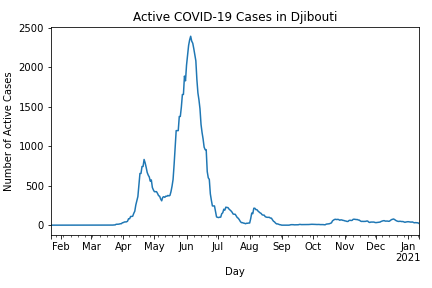 Active COVID-19 Cases in Djibouti
Number of Active Cases
2500
2000
1500
1000
500
0
Feb Mar Apr May Jun Jul Aug Sep Oct Nov Dec Jan
2021
Day